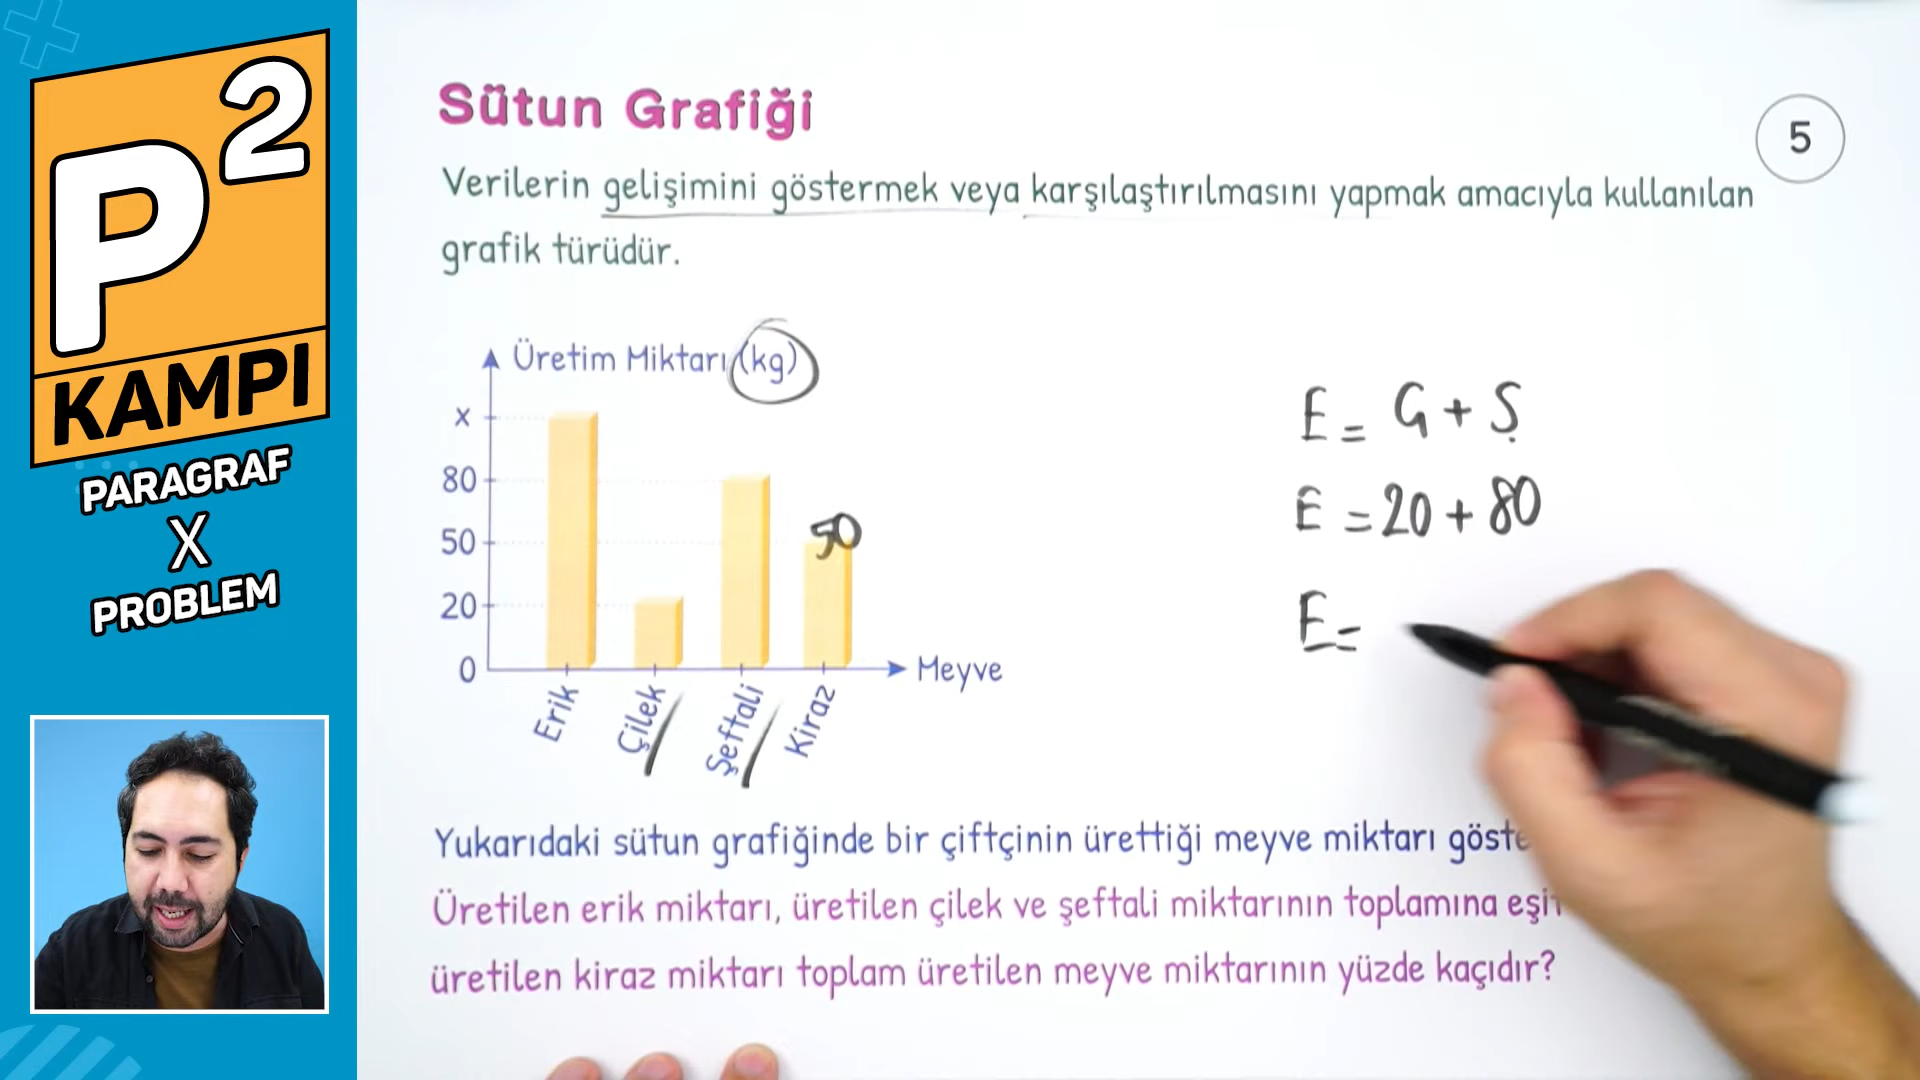 P²
KAMPI
PARAGRAF
X
PROBLEM
Sütun Grafiği
5
Verilerin gelişimini göstermek veya karşılaştırılmasını yapmak amacıyla kullanılan
grafik türüdür.
Üretim Miktarı (kg)
x
80
50
20
0
50
Erik
Çilek
Şeftali
Kiraz
Meyve
E = Ç + Ş
E = 20 + 80
E =
Yukarıdaki sütun grafiğinde bir çiftçinin ürettiği meyve miktarı
Üretilen erik miktarı, üretilen çilek ve şeftali miktarının toplamına
üretilen kiraz miktarı toplam üretilen meyve miktarının yüzde kaçıdır?